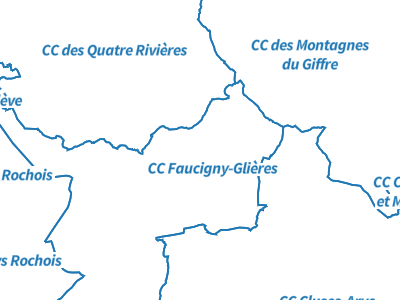 CC des Quatre Rivières
CC des Montagnes
du Giffre
ève
CC Faucigny-Glières
Rochois
CC C
et M
s Rochois
CC Cluses-Arve